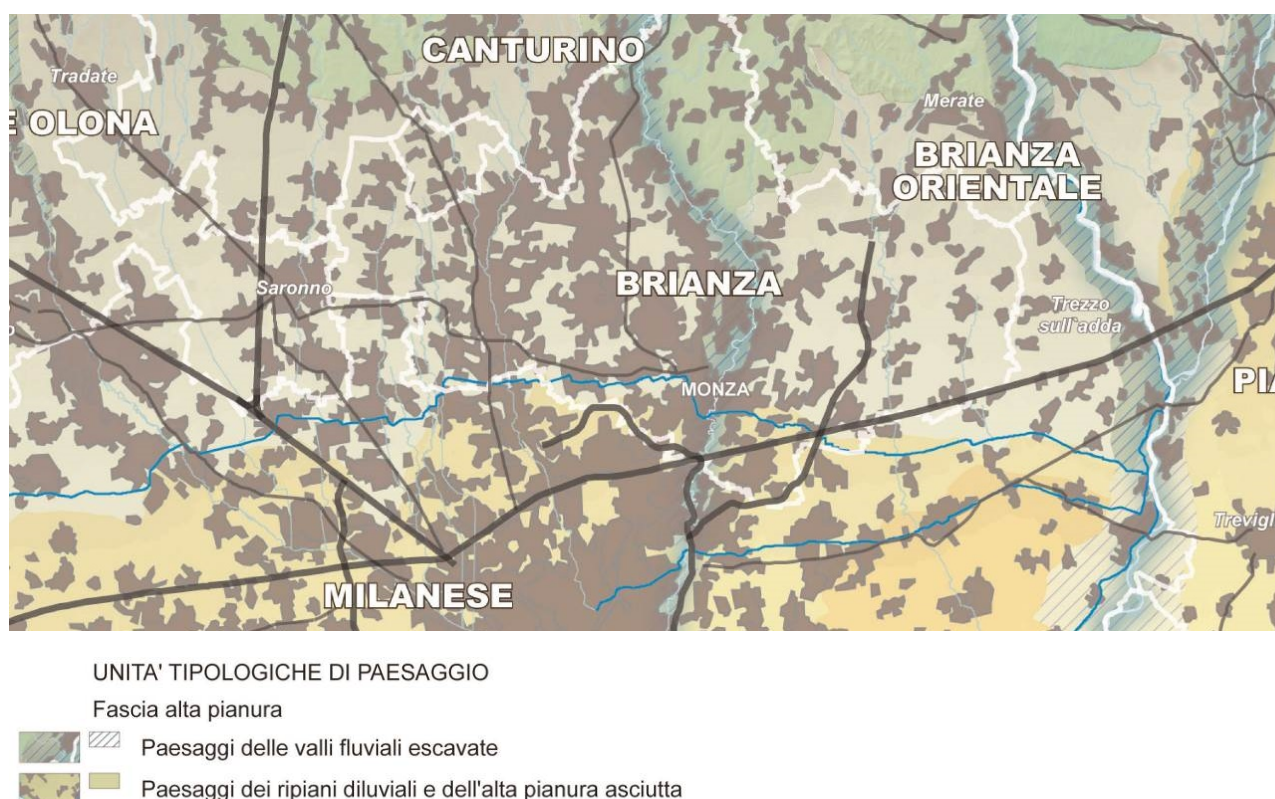 CANTURINO
Tradate
E OLONA
Merate
BRIANZA
ORIENTALE
BRIANZA
Saronno
Trezzo
sull'adda
PIA
MONZA
Trevigl
MILANESE
UNITA' TIPOLOGICHE DI PAESAGGIO
Fascia alta pianura
Paesaggi delle valli fluviali escavate
Paesaggi dei ripiani diluviali e dell'alta pianura asciutta